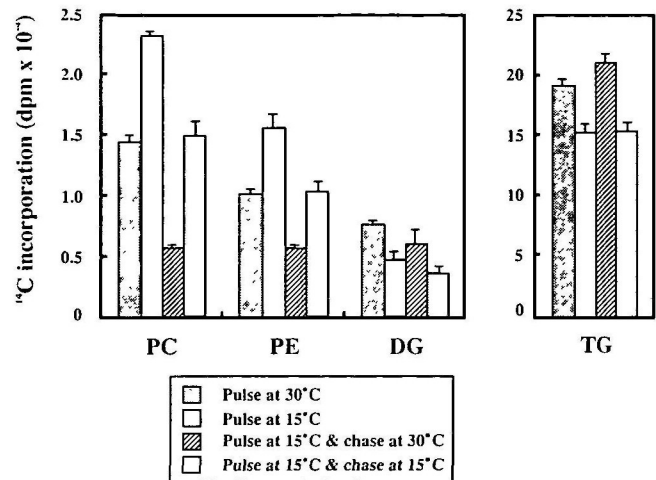 ¹⁴C incorporation (dpm x 10⁻⁴)
2.5
2.0
1.5
1.0
0.5
0
PC
PE
DG
25
20
15
10
5
0
TG
Pulse at 30°C
Pulse at 15°C
Pulse at 15°C & chase at 30°C
Pulse at 15°C & chase at 15°C